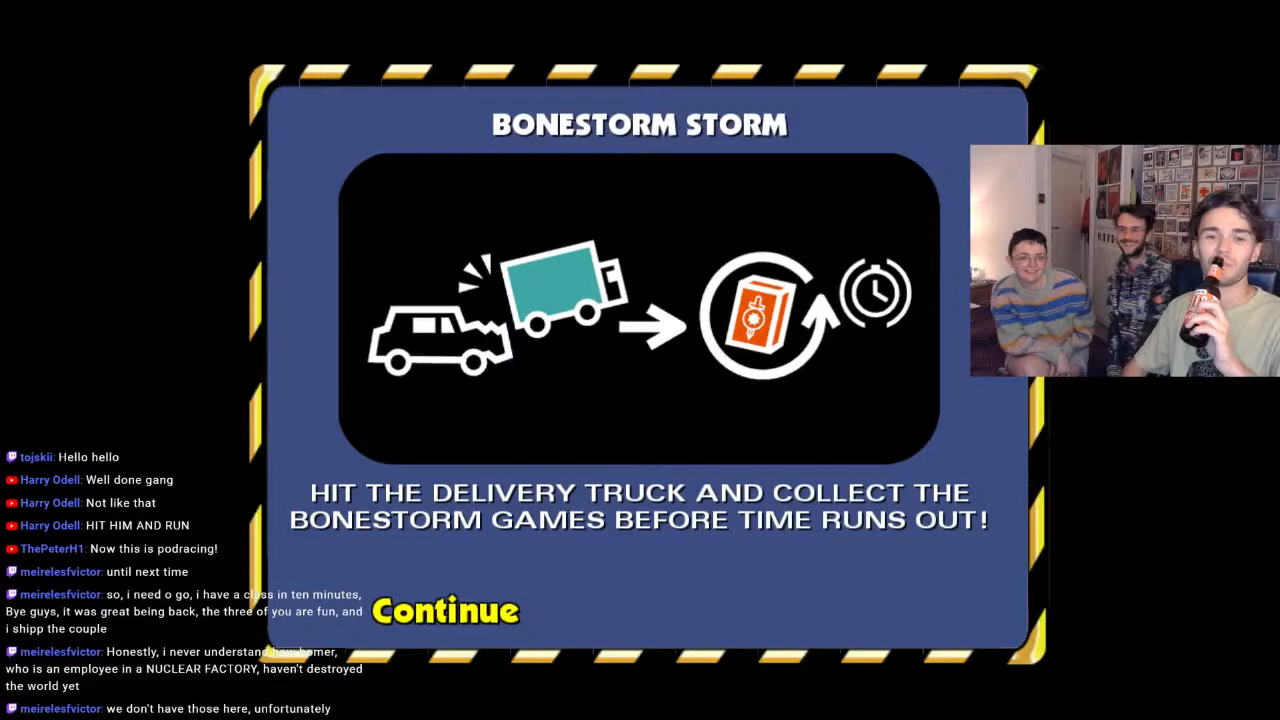 BONESTORM STORM
HIT THE DELIVERY TRUCK AND COLLECT THE
BONESTORM GAMES BEFORE TIME RUNS OUT!
Continue
tojskii: Hello hello
Harry Odell: Well done gang
Harry Odell: Not like that
Harry Odell: HIT HIM AND RUN
ThePeterH1: Now this is podracing!
meirelesfvictor: until next time
meirelesfvictor: so, i need o go, i have a class in ten minutes,
Bye guys, it was great being back, the three of you are fun, and
i shipp the couple
meirelesfvictor: Honestly, i never understand how homer,
who is an employee in a NUCLEAR FACTORY, haven't destroyed
the world yet
meirelesfvictor: we don't have those here, unfortunately